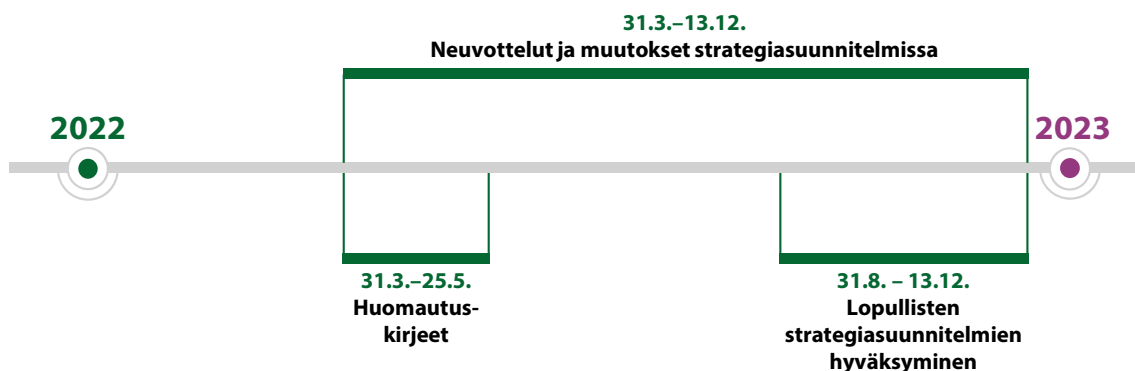 31.3.–13.12.
Neuvottelut ja muutokset strategiasuunnitelmissa
2022
2023
31.3.–25.5.
Huomautus-
kirjeet
31.8. – 13.12.
Lopullisten
strategiasuunnitelmien
hyväksyminen